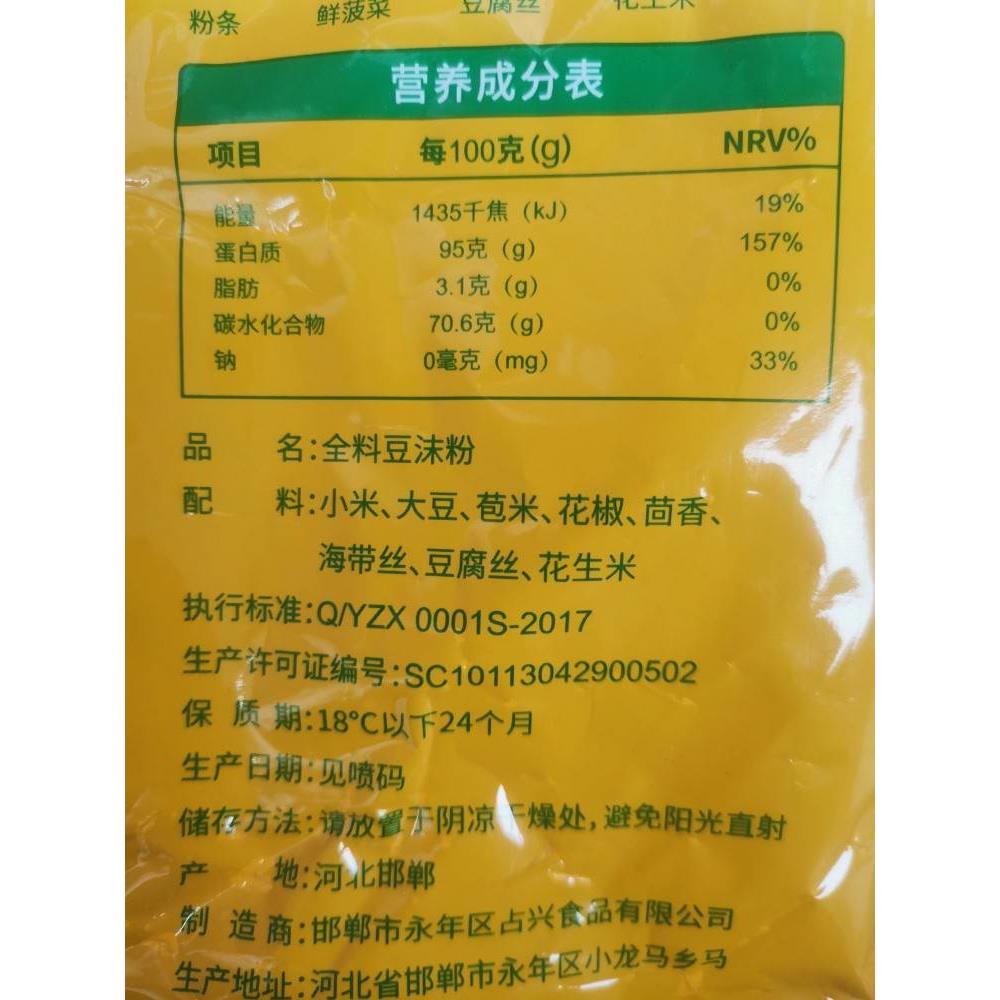 粉条 鲜菠菜 豆腐丝 花生米
营养成分表
项目 每100克(g) NRV%
能量 1435千焦（kJ） 19%
蛋白质 95克（g） 157%
脂肪 3.1克（g） 0%
碳水化合物 70.6克（g） 0%
钠 0毫克（mg） 33%
品 名:全料豆沫粉
配 料:小米、大豆、苞米、花椒、茴香、
海带丝、豆腐丝、花生米
执行标准:Q/YZX 0001S-2017
生产许可证编号:SC10113042900502
保 质 期:18℃以下24个月
生产日期:见喷码
储存方法:请放置于阴凉干燥处,避免阳光直射
产 地:河北邯郸
制 造 商:邯郸市永年区占兴食品有限公司
生产地址:河北省邯郸市永年区小龙马乡马